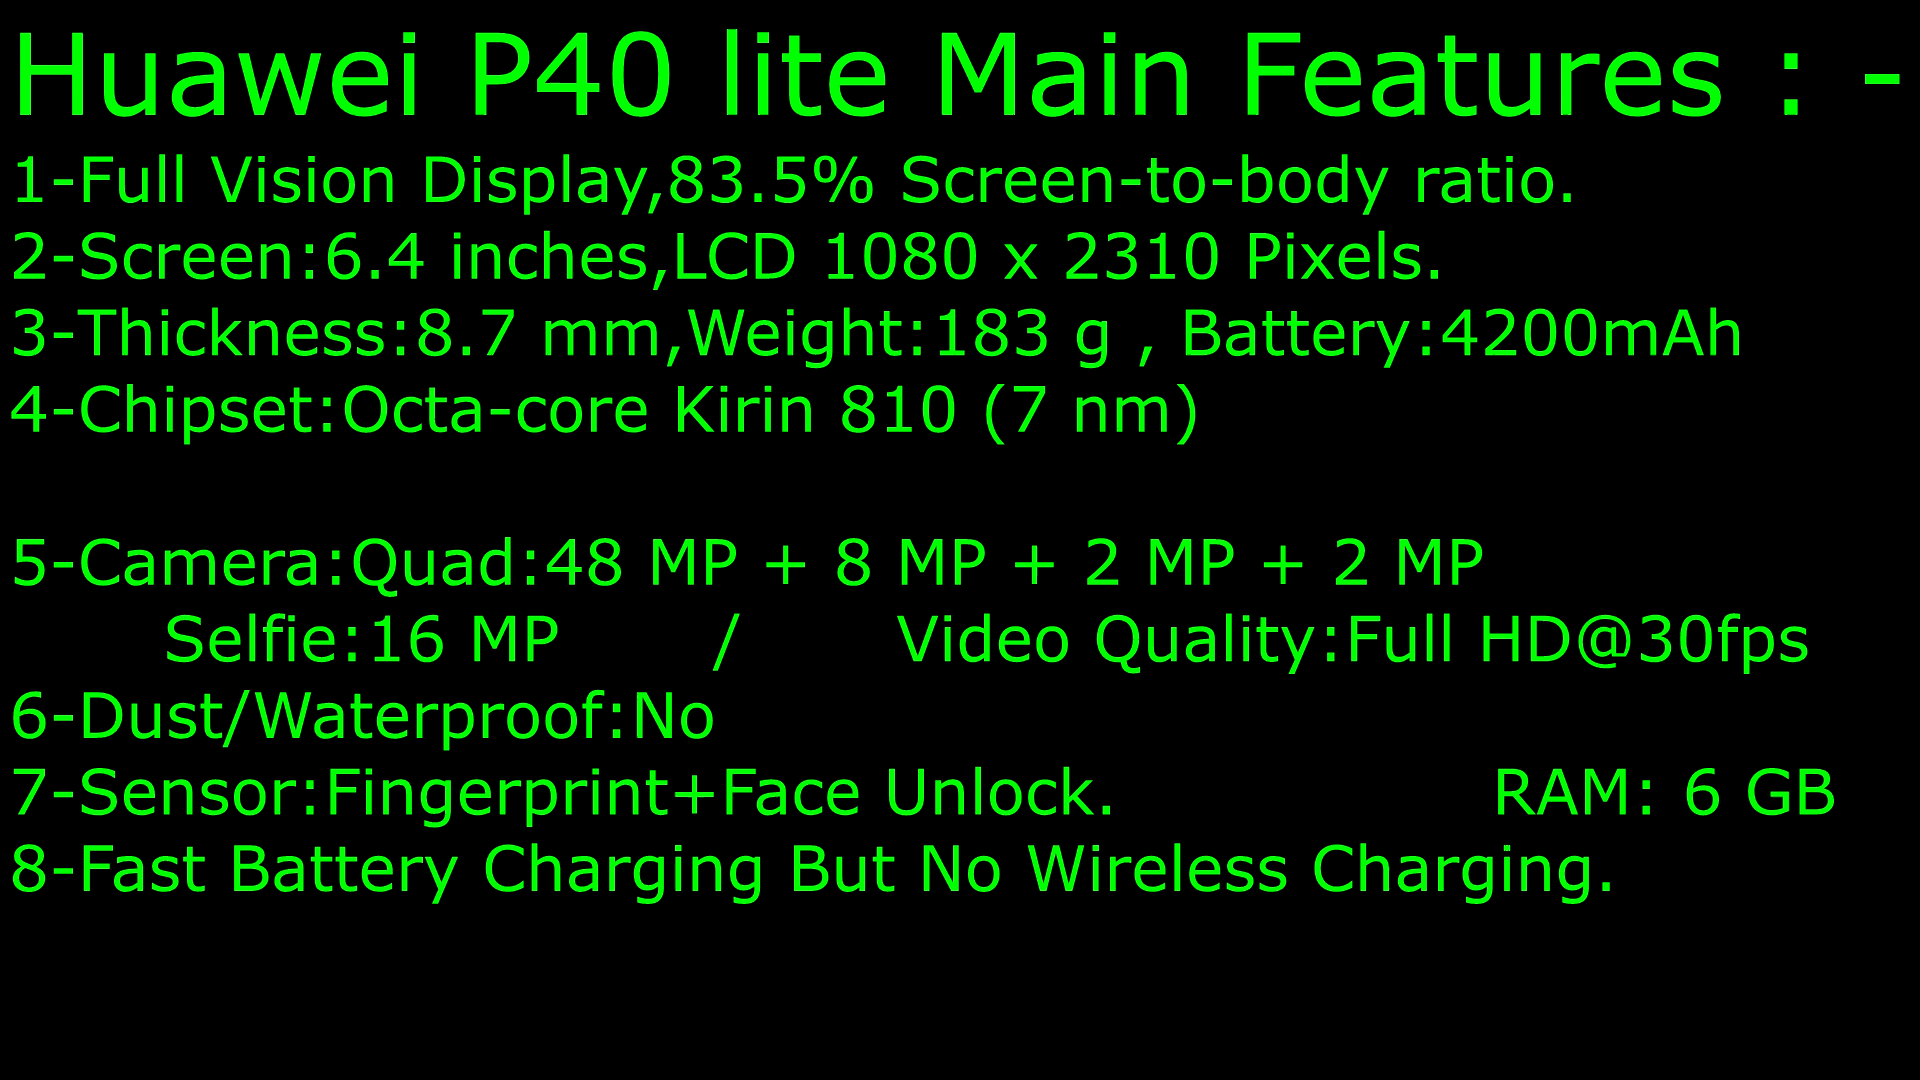 Huawei P40 lite Main Features : -
1-Full Vision Display,83.5% Screen-to-body ratio.
2-Screen:6.4 inches,LCD 1080 x 2310 Pixels.
3-Thickness:8.7 mm,Weight:183 g , Battery:4200mAh
4-Chipset:Octa-core Kirin 810 (7 nm)
5-Camera:Quad:48 MP + 8 MP + 2 MP + 2 MP
Selfie:16 MP / Video Quality:Full HD@30fps
6-Dust/Waterproof:No
7-Sensor:Fingerprint+Face Unlock. RAM: 6 GB
8-Fast Battery Charging But No Wireless Charging.